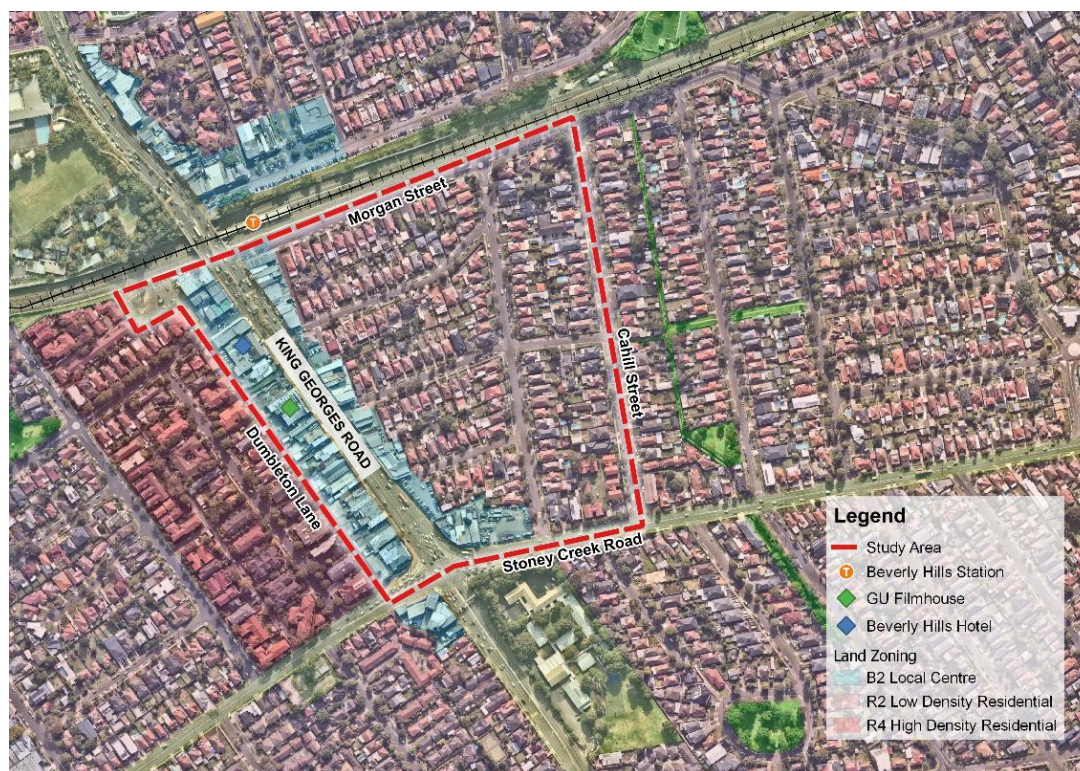 Morgan Street
T
KING GEORGES ROAD
Cahill Street
Dumbleton Lane
Stoney Creek Road
Legend
Study Area
T Beverly Hills Station
GU Filmhouse
Beverly Hills Hotel
Land Zoning
B2 Local Centre
R2 Low Density Residential
R4 High Density Residential